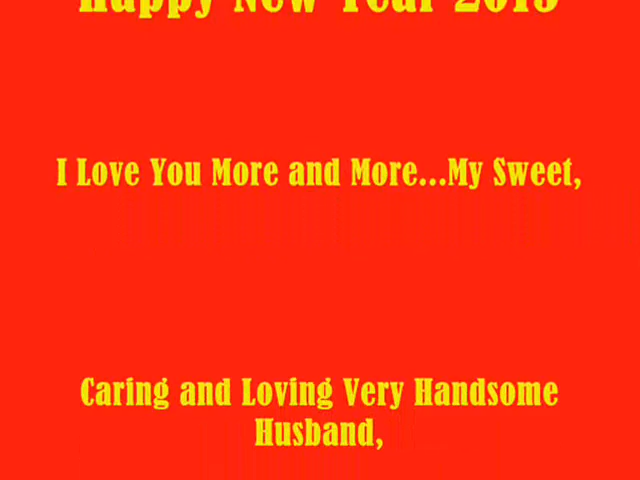 Happy New Year
I Love You More and More...My Sweet,
Caring and Loving Very Handsome
Husband,